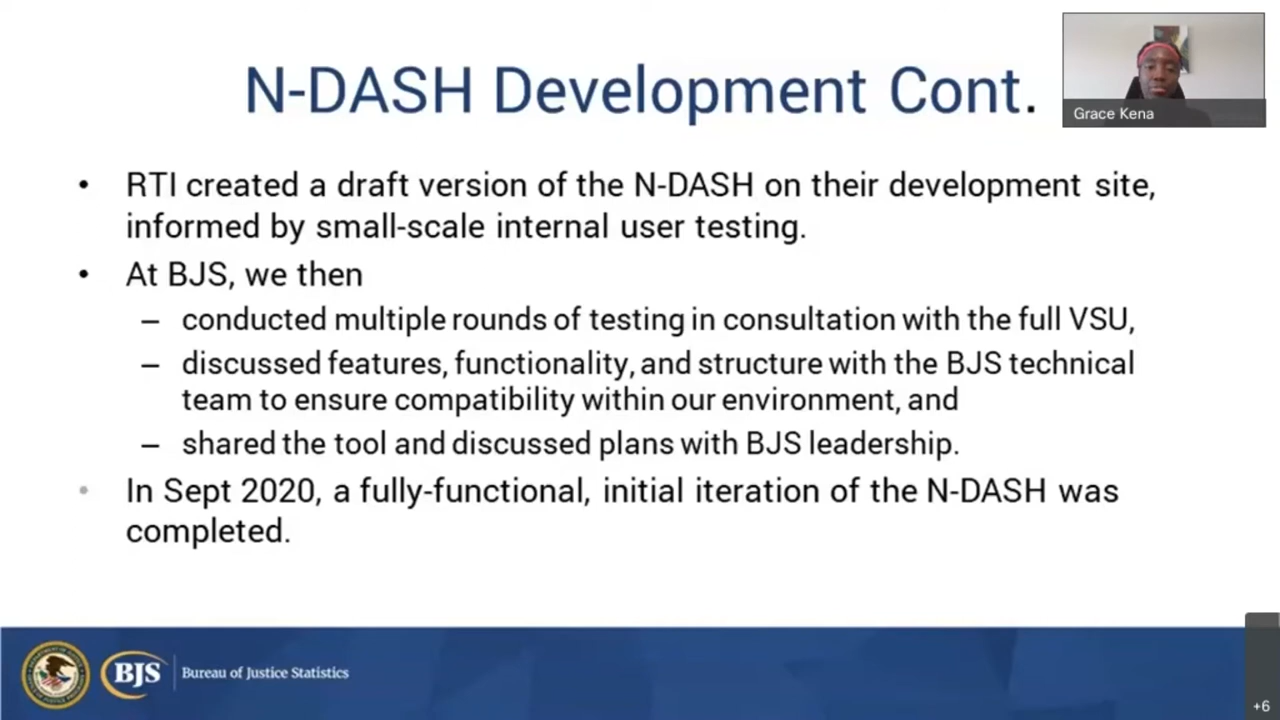 N-DASH Development Cont.
Grace Kena
• RTI created a draft version of the N-DASH on their development site,
informed by small-scale internal user testing.
• At BJS, we then
– conducted multiple rounds of testing in consultation with the full VSU,
– discussed features, functionality, and structure with the BJS technical
team to ensure compatibility within our environment, and
– shared the tool and discussed plans with BJS leadership.
• In Sept 2020, a fully-functional, initial iteration of the N-DASH was
completed.
BJS
Bureau of Justice Statistics
+6